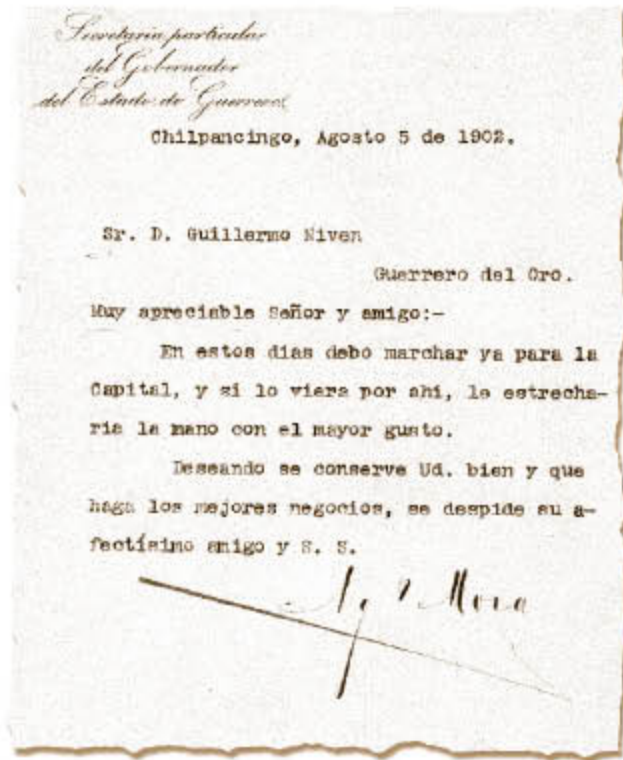 Secretaría particular
del Gobernador
del Estado de Guerrero
Chilpancingo, Agosto 5 de 1902.
Sr. D. Guillermo Niven
Guerrero del Oro.
Muy apreciable Señor y amigo:-
En estos dias debo marchar ya para la
Capital, y si lo viera por ahi, le estrecha-
ria la mano con el mayor gusto.
Deseando se conserve Ud. bien y que
haga los mejores negocios, se despide su a-
fectísimo amigo y S. S.
Mora